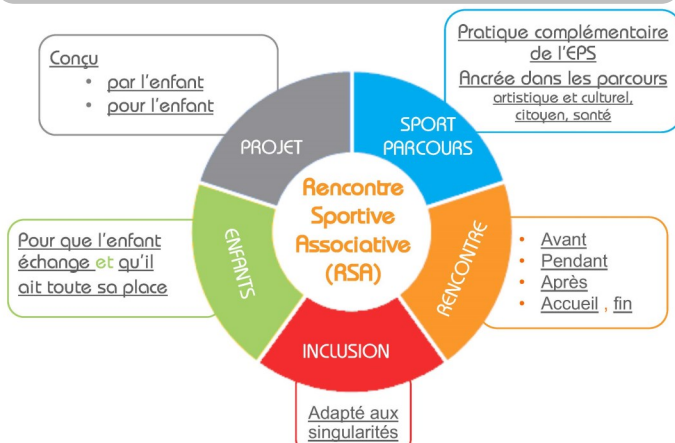 Conçu
• par l'enfant
• pour l'enfant
Pratique complémentaire
de l'EPS
Ancrée dans les parcours
artistique et culturel,
citoyen, santé
PROJET
SPORT
PARCOURS
Rencontre
Sportive
Associative
(RSA)
Pour que l'enfant
échange et qu'il
ait toute sa place
ENFANTS
RENCONTRE
• Avant
• Pendant
• Après
• Accueil , fin
INCLUSION
Adapté aux
singularités